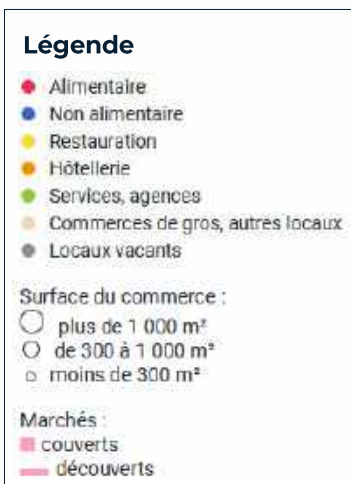 Légende
Alimentaire
Non alimentaire
Restauration
Hôtellerie
Services, agences
Commerces de gros, autres locaux
Locaux vacants
Surface du commerce :
plus de 1 000 m²
de 300 à 1 000 m²
moins de 300 m²
Marchés :
couverts
découverts